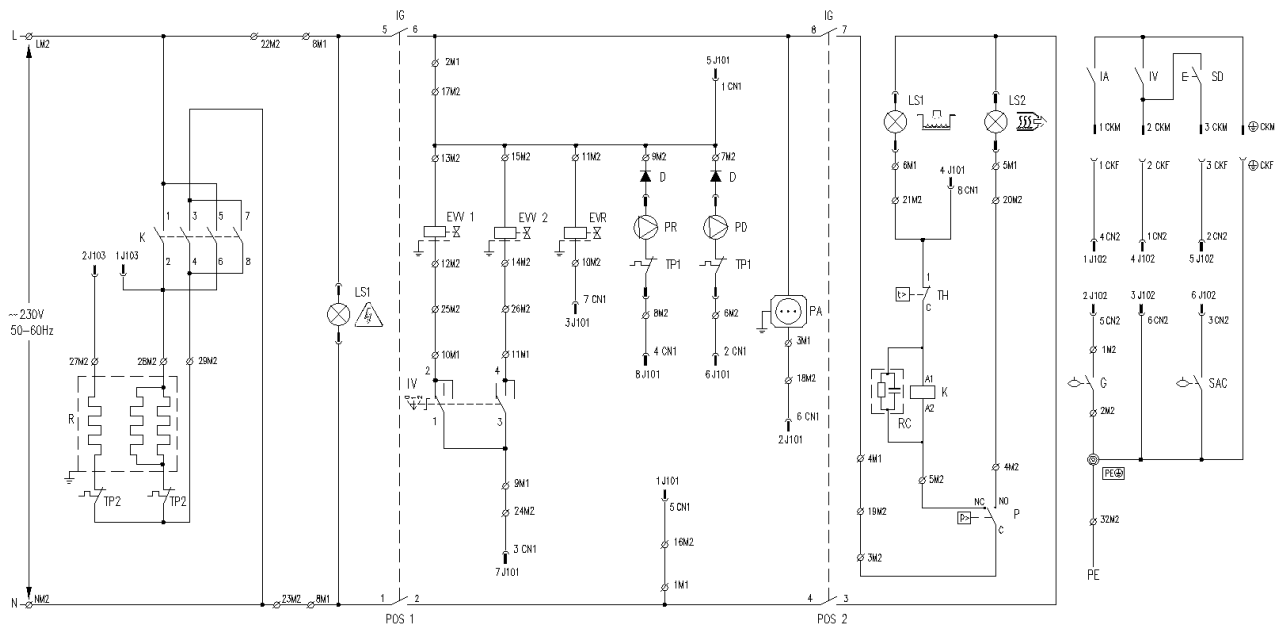 IG
IG
L
LM2
22M2
8M1
5
6
8
7
2M1
17M2
5 J101
1 CN1
IA
IV
E
SD
LS1
LS2
1 CKM
2 CKM
3 CKM
CKM
13M2
15M2
11M2
9M2
7M2
6M1
4 J101
8 CN1
5M1
21M2
20M2
1 CKF
2 CKF
3 CKF
CKF
D
D
1
3
5
7
K
2
4
6
8
EVV 1
EVV 2
EVR
PR
PD
4 CN2
1 CN2
2 CN2
1 J102
4 J102
5 J102
2 J103
1 J103
12M2
14M2
10M2
TP1
TP1
1
t>
TH
C
~ 230V
50-60Hz
LS1
25M2
26M2
7 CN1
3 J101
8M2
6M2
PA
2 J102
3 J102
6 J102
5 CN2
6 CN2
3 CN2
27M2
28M2
29M2
10M1
11M1
4 CN1
8 J101
2 CN1
6 J101
3M1
18M2
1M2
A1
K
A2
RC
G
SAC
R
2
4
IV
0
1
2
1
3
6 CN1
2 J101
2M2
TP2
TP2
9M1
24M2
3 CN1
7 J101
1 J101
5 CN1
16M2
1M1
4M1
5M2
4M2
19M2
NC
NO
P>
P
C
3M2
PE
32M2
PE
N
NM2
23M2
8M1
1
2
4
3
POS 1
POS 2